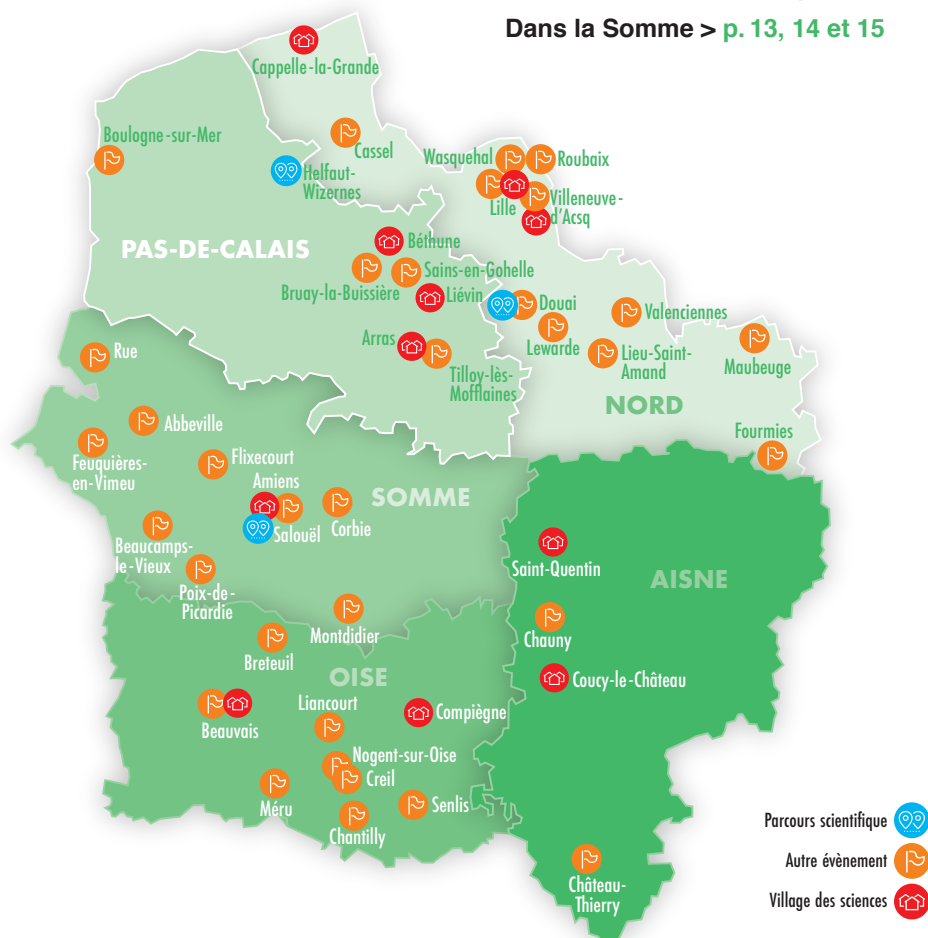 Dans la Somme > p. 13, 14 et 15
Cappelle-la-Grande
Boulogne-sur-Mer
Cassel
Wasquehal
Roubaix
Helfaut-
Wizernes
Lille
Villeneuve-
d'Acsq
PAS-DE-CALAIS
Béthune
Sains-en-Gohelle
Bruay-la-Buissière
Liévin
Douai
Valenciennes
Arras
Lewarde
Lieu-Saint-
Amand
Maubeuge
Rue
Tilloy-lès-
Mofflaines
NORD
Abbeville
Fourmies
Feuquières-
en-Vimeu
Flixecourt
Amiens
SOMME
Salouël
Corbie
Beaucamps-
le-Vieux
Saint-Quentin
AISNE
Poix-de-
Picardie
Montdidier
Chauny
Breteuil
OISE
Coucy-le-Château
Liancourt
Compiègne
Beauvais
Nogent-sur-Oise
Creil
Méru
Senlis
Chantilly
Parcours scientifique
Autre évènement
Château-
Thierry
Village des sciences